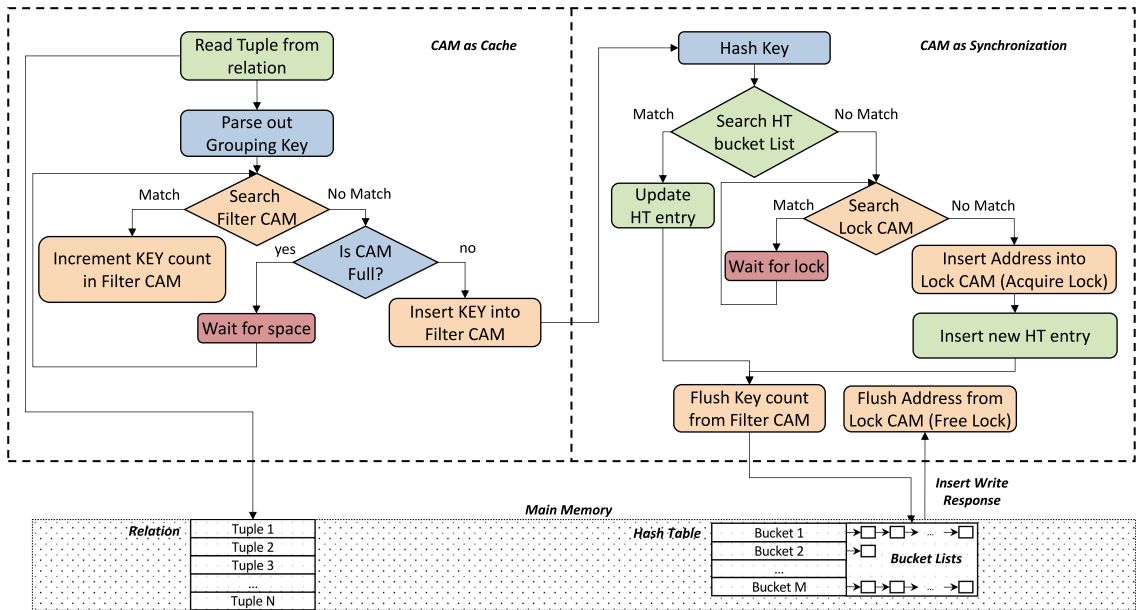 CAM as Cache
Read Tuple from
relation
Parse out
Grouping Key
Match
Search
Filter CAM
No Match
Increment KEY count
in Filter CAM
yes
Is CAM
Full?
no
Wait for space
Insert KEY into
Filter CAM
CAM as Synchronization
Hash Key
Match
Search HT
bucket List
No Match
Update
HT entry
Match
Search
Lock CAM
No Match
Wait for lock
Insert Address into
Lock CAM (Acquire Lock)
Insert new HT entry
Flush Key count
from Filter CAM
Flush Address from
Lock CAM (Free Lock)
Insert Write
Response
Main Memory
Relation
Tuple 1
Tuple 2
Tuple 3
...
Tuple N
Hash Table
Bucket 1
Bucket 2
...
Bucket M
...
Bucket Lists
...